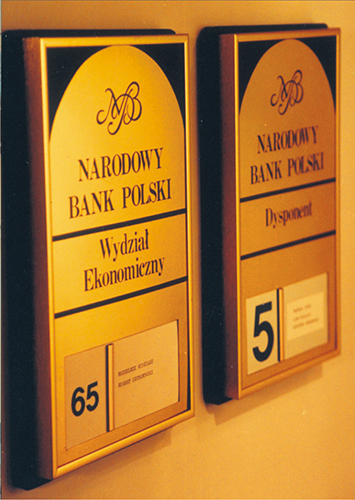 NBP
NARODOWY
BANK POLSKI
Wydział
Ekonomiczny
65
NBP
NARODOWY
BANK POLSKI
Dysponent
5